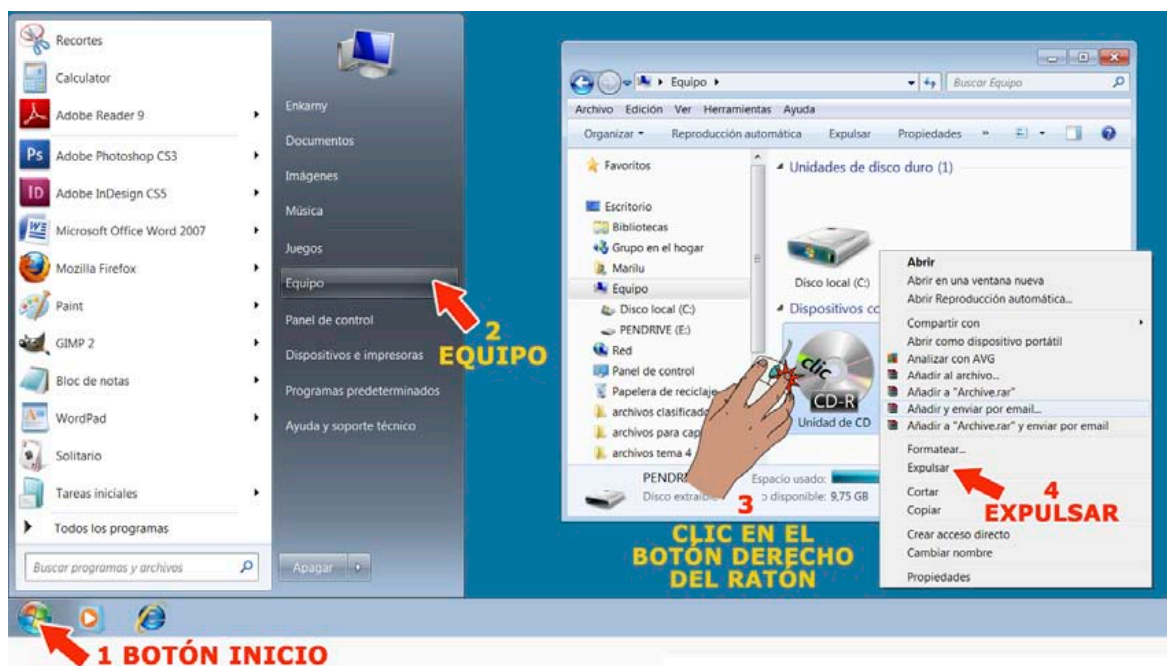 Recortes
Calculator
Adobe Reader 9
Ps
Adobe Photoshop CS3
ID
Adobe InDesign CS5
Microsoft Office Word 2007
Mozilla Firefox
Paint
GIMP 2
Bloc de notas
WordPad
Solitario
Tareas iniciales
Todos los programas
Buscar programas y archivos
Enkarny
Documentos
Imágenes
Música
Juegos
Equipo
Panel de control
Dispositivos e impresoras
Programas predeterminados
Ayuda y soporte técnico
Apagar
2
EQUIPO
Equipo
Buscar Equipo
Archivo Edición Ver Herramientas Ayuda
Organizar Reproducción automática Expulsar Propiedades »
Favoritos
Escritorio
Bibliotecas
Grupo en el hogar
Marilu
Equipo
Disco local (C:)
PENDRIVE (E:)
Red
Panel de control
Papelera de reciclaje
archivos clasificado
archivos para cap
archivos tema 4
Unidades de disco duro (1)
Disco local (C:)
Dispositivos co
clic
CD-R
Unidad de CD
PENDR
Espacio usado:
Disco extraíb
o disponible: 9,75 GB
Abrir
Abrir en una ventana nueva
Abrir Reproducción automática...
Compartir con
Abrir como dispositivo portátil
Analizar con AVG
Añadir al archivo...
Añadir a "Archive.rar"
Añadir y enviar por email...
Añadir a "Archive.rar" y enviar por email
Formatear...
Expulsar
Cortar
Copiar
Crear acceso directo
Cambiar nombre
Propiedades
3
CLIC EN EL
BOTÓN DERECHO
DEL RATÓN
4
EXPULSAR
1 BOTÓN INICIO